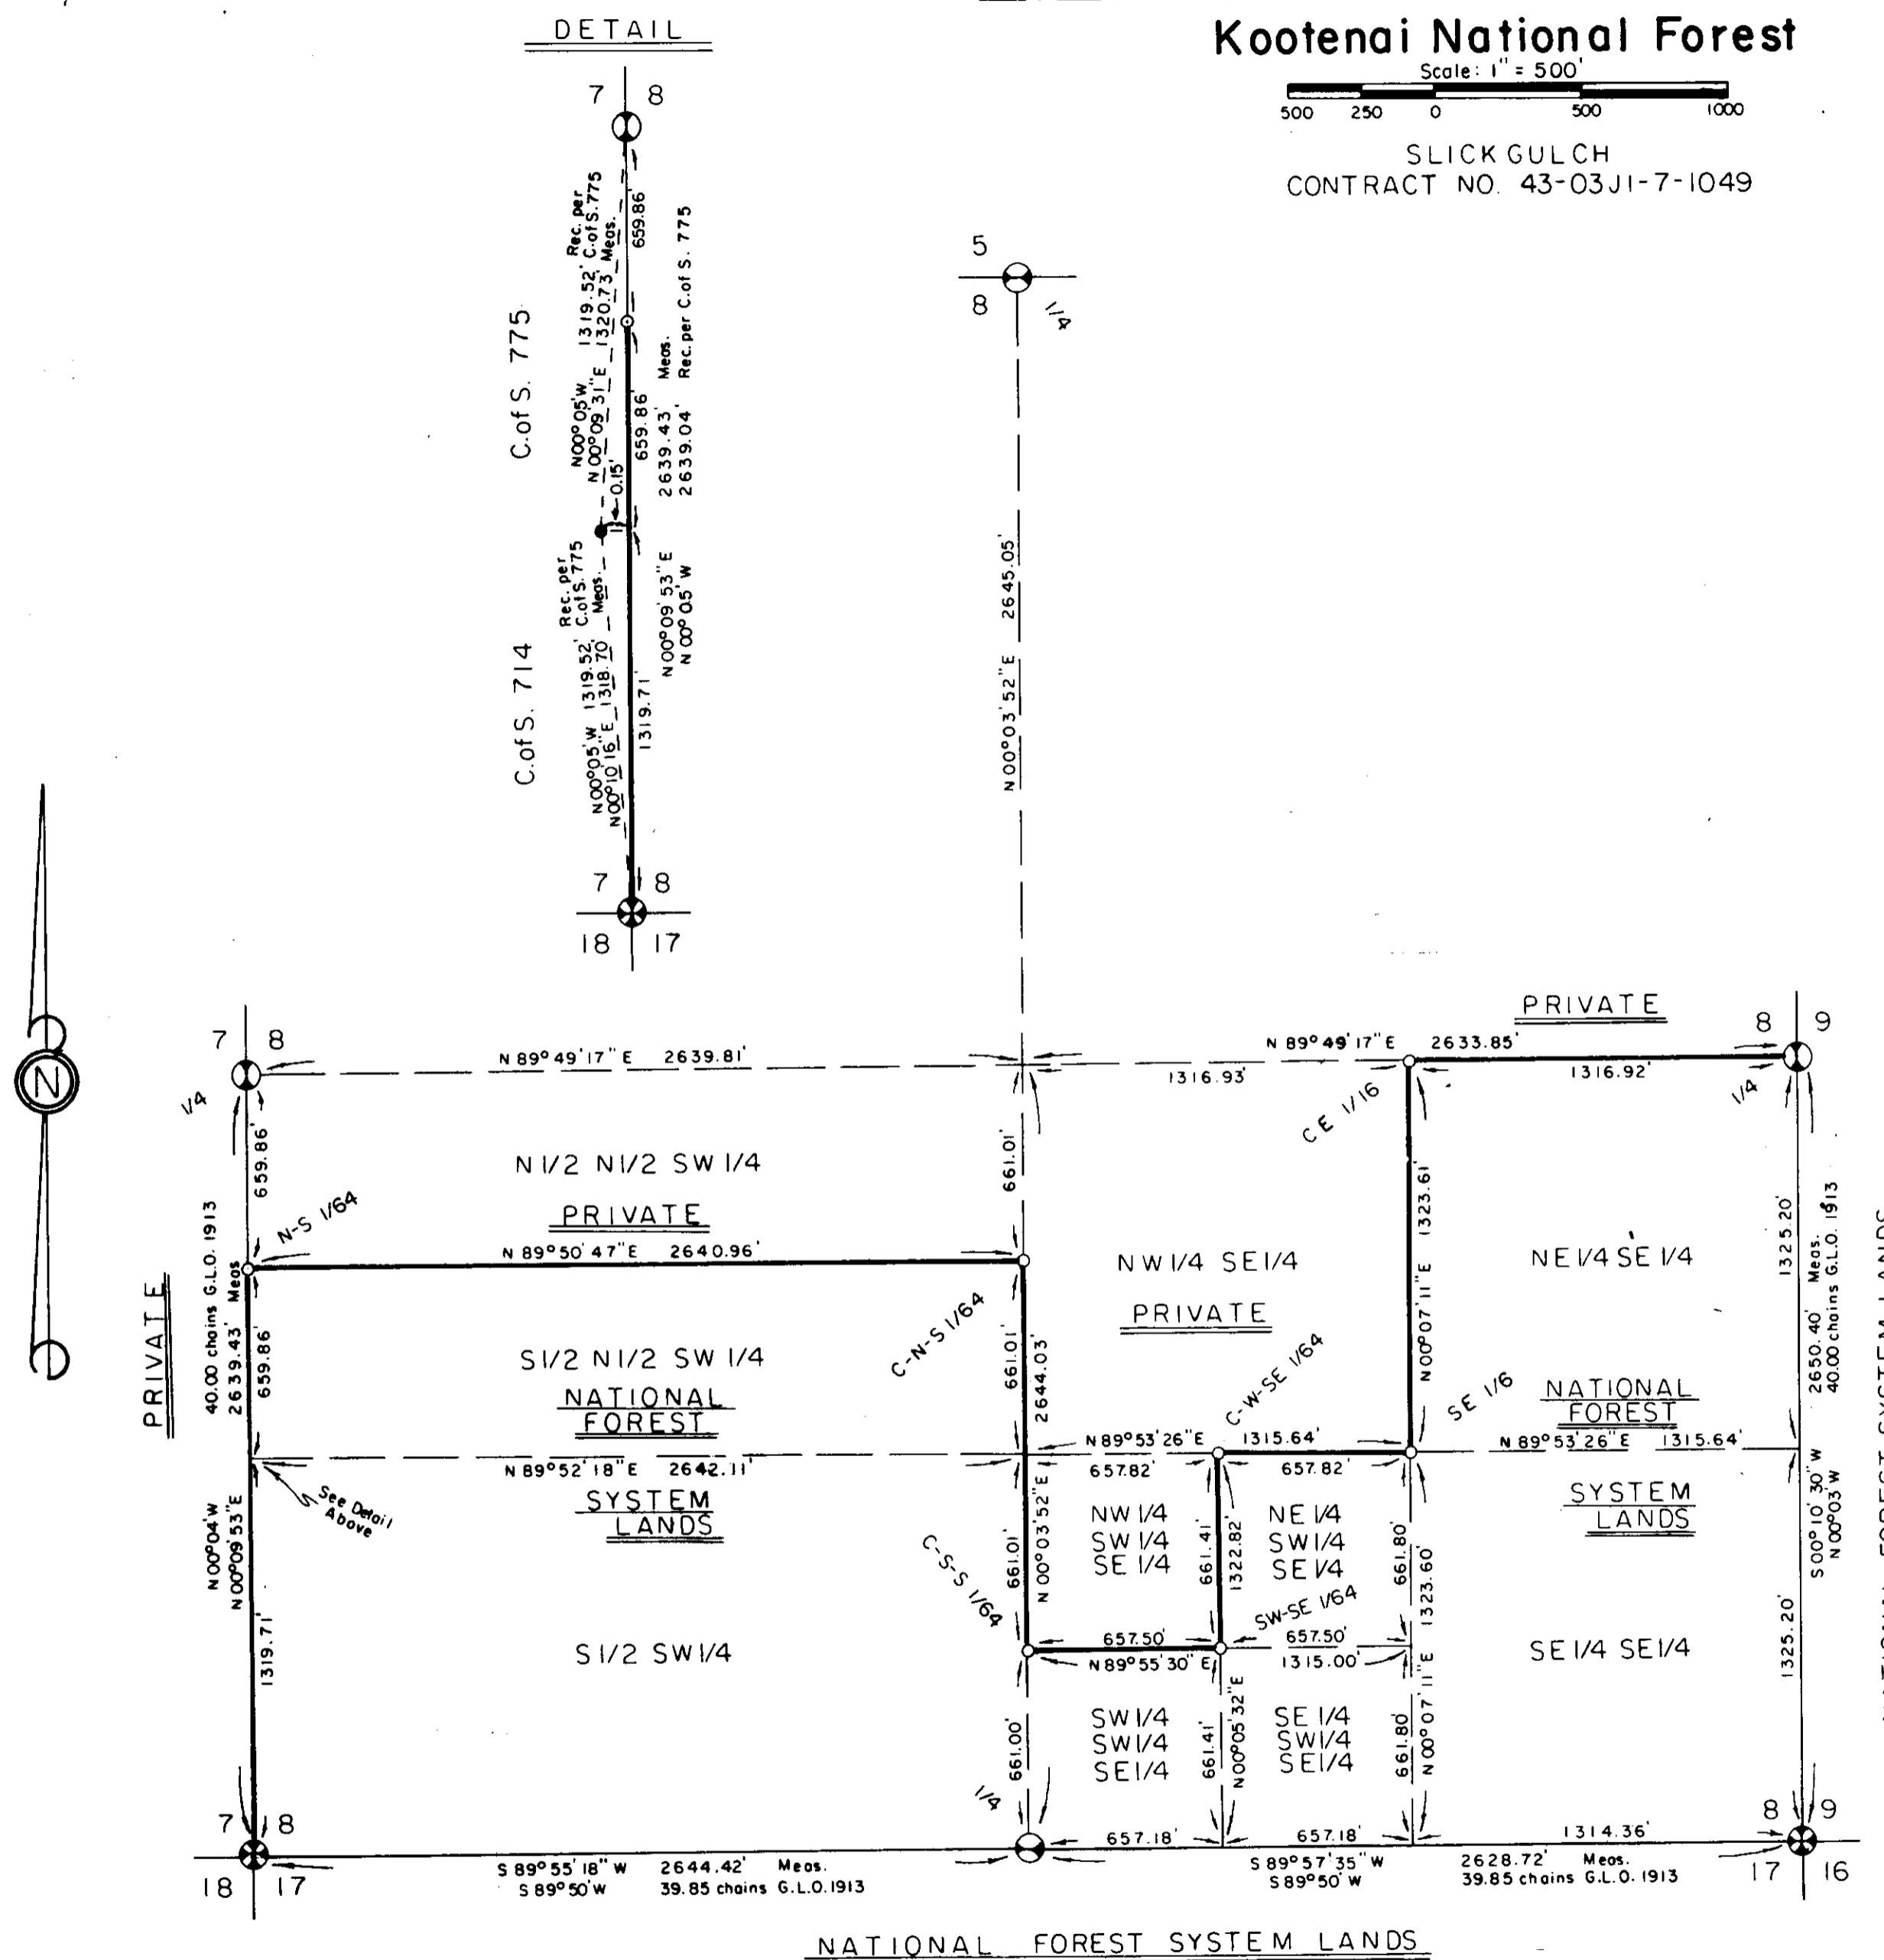 DETAIL
Kootenai National Forest
Scale: 1" = 500'
500 250 0 500 1000
SLICK GULCH
CONTRACT NO. 43-03J1-7-1049
7 8
659.86'
Rec. per
C.of S. 775
N00°05'W 1319.52'
N00°09'31"E 1320.73' Meas.
C.of S. 775
659.86'
2639.43' Meas.
2639.04' Rec.per C.of S. 775
0.15'
Rec. per
C.of S. 775
N00°05'W 1319.52'
N00°10'16"E 1318.70' Meas.
C.of S. 714
N00°09'53"E
N00°05'W
1319.71'
7 8
18 17
5
8
1/4
N00°03'52"E 2645.05'
N
7 8
1/4
N 89°49'17"E 2639.81'
N 89°49'17"E 2633.85'
PRIVATE
8 9
1316.93'
1316.92'
1/4
C E 1/16
659.86'
N 1/2 N1/2 SW 1/4
PRIVATE
661.01'
N-S 1/64
N 89°50'47"E 2640.96'
40.00 chains G.L.O. 1913
2639.43' Meas
659.86'
PRIVATE
S1/2 N1/2 SW 1/4
NATIONAL
FOREST
N 89°52'18"E 2642.11'
SYSTEM
LANDS
See Detail
Above
N00°04'W
N00°09'53"E
1319.71'
S 1/2 SW1/4
C-N-S 1/64
661.01'
2644.03'
NW 1/4 SE1/4
PRIVATE
C-W-SE 1/64
N00°07'11"E 1323.61'
NE1/4 SE 1/4
1325.20'
2650.40' Meas.
40.00 chains G.L.O. 1913
SE 1/6
NATIONAL
FOREST
N 89°53'26"E 1315.64'
657.82'
657.82'
N 89°53'26"E 1315.64'
SYSTEM
LANDS
C-S-S 1/64
661.01'
N 00°03'52"E
NW 1/4
SW 1/4
SE 1/4
661.41'
1322.82'
NE 1/4
SW1/4
SE1/4
661.80'
1323.60'
SW-SE 1/64
657.50'
N89°55'30"E
657.50'
1315.00'
S00°10'30"W
N00°03'W
SE 1/4 SE1/4
1325.20'
661.00'
SW 1/4
SW1/4
SE1/4
661.41'
N00°05'32"E
SE 1/4
SW1/4
SE1/4
661.80'
N00°07'11"E
1/4
7 8
18 17
S 89°55'18"W 2644.42' Meas.
S 89°50'W 39.85 chains G.L.O.1913
657.18'
657.18'
1314.36'
8 9
17 16
S 89°57'35"W 2628.72' Meas.
S 89°50'W 39.85 chains G.L.O. 1913
NATIONAL FOREST SYSTEM LANDS
NATIONAL FOREST SYSTEM LANDS